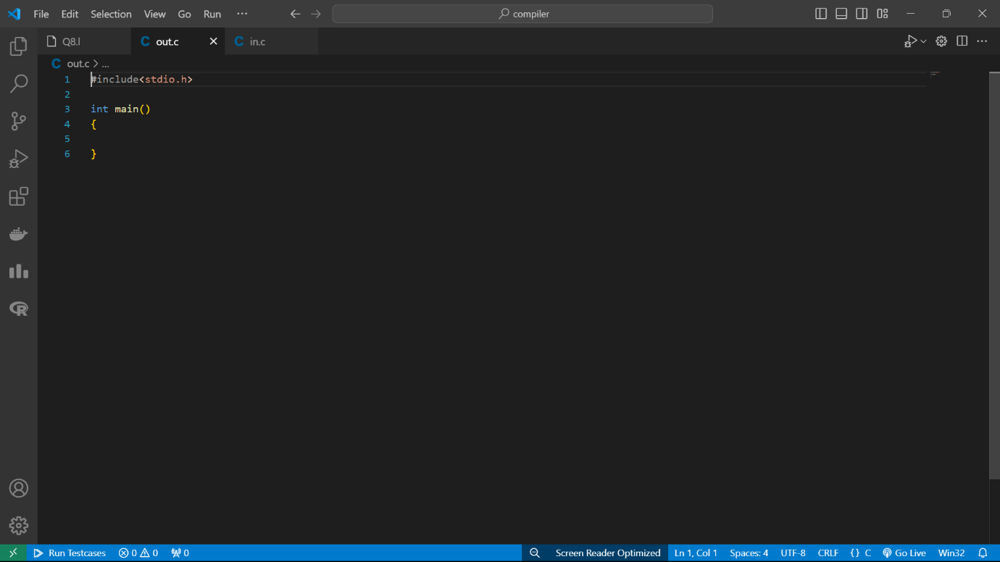 File Edit Selection View Go Run ···
compiler
Q8.l
C out.c
C in.c
C out.c > ...
1 #include<stdio.h>
2
3 int main()
4 {
5
6 }
Run Testcases 0 0 0 Screen Reader Optimized Ln 1, Col 1 Spaces: 4 UTF-8 CRLF {} C Go Live Win32